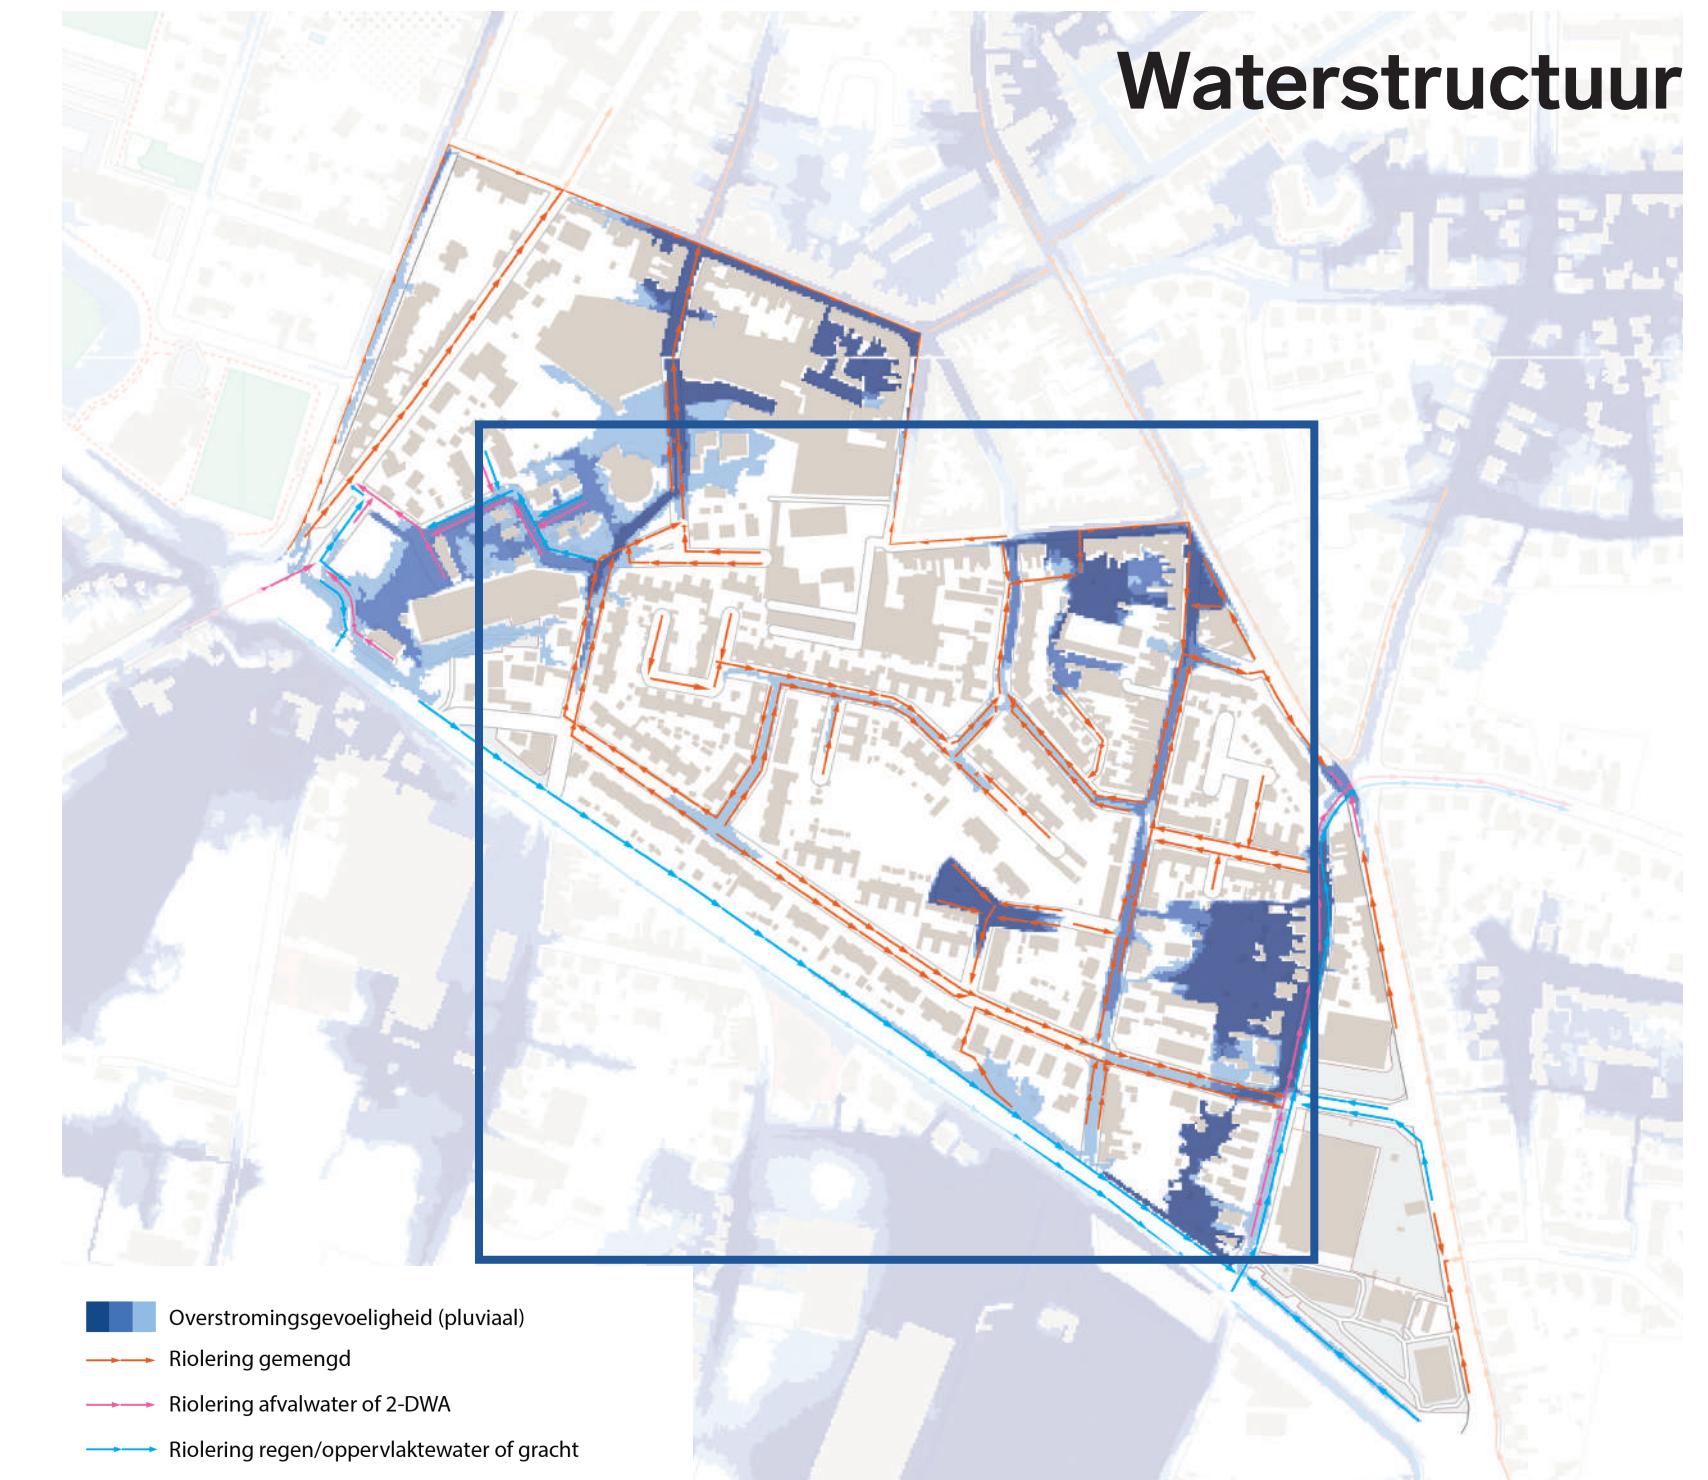 Waterstructuur
Overstromingsgevoeligheid (pluviaal)
Riolering gemengd
Riolering afvalwater of 2-DWA
Riolering regen/oppervlaktewater of gracht